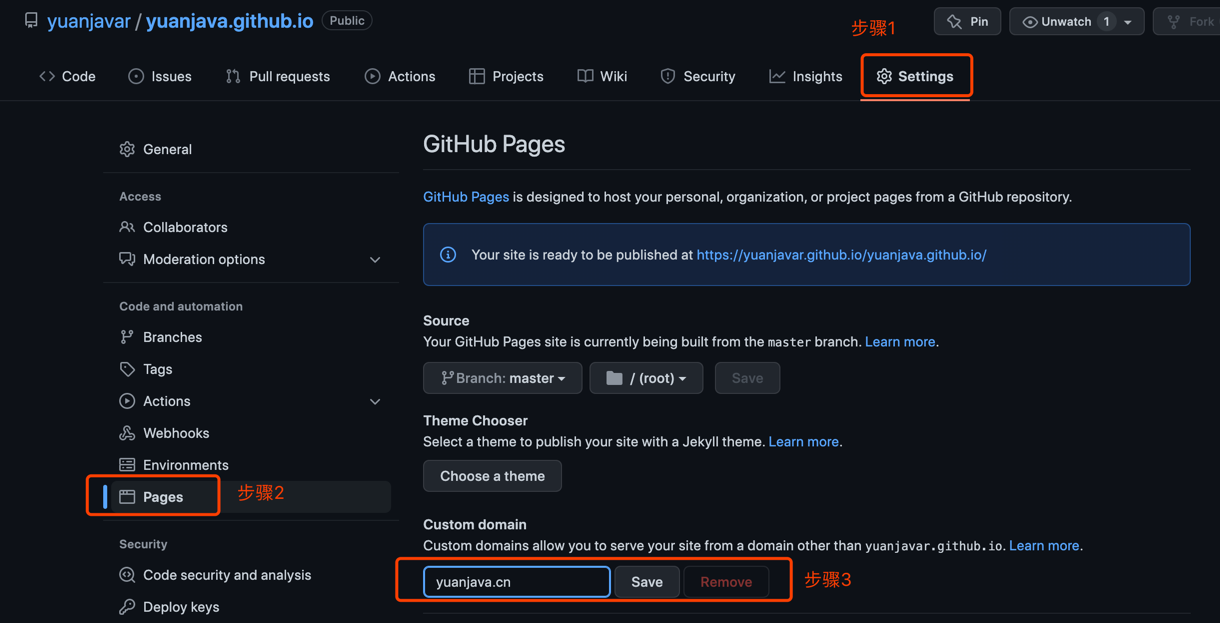 yuanjavar / yuanjava.github.io Public
步骤1
Pin
Unwatch 1
Fork
Code
Issues
Pull requests
Actions
Projects
Wiki
Security
Insights
Settings
General
Access
Collaborators
Moderation options
Code and automation
Branches
Tags
Actions
Webhooks
Environments
Pages
步骤2
Security
Code security and analysis
Deploy keys
GitHub Pages
GitHub Pages is designed to host your personal, organization, or project pages from a GitHub repository.
Your site is ready to be published at https://yuanjavar.github.io/yuanjava.github.io/
Source
Your GitHub Pages site is currently being built from the master branch. Learn more.
Branch: master
/ (root)
Save
Theme Chooser
Select a theme to publish your site with a Jekyll theme. Learn more.
Choose a theme
Custom domain
Custom domains allow you to serve your site from a domain other than yuanjavar.github.io. Learn more.
yuanjava.cn
Save
Remove
步骤3